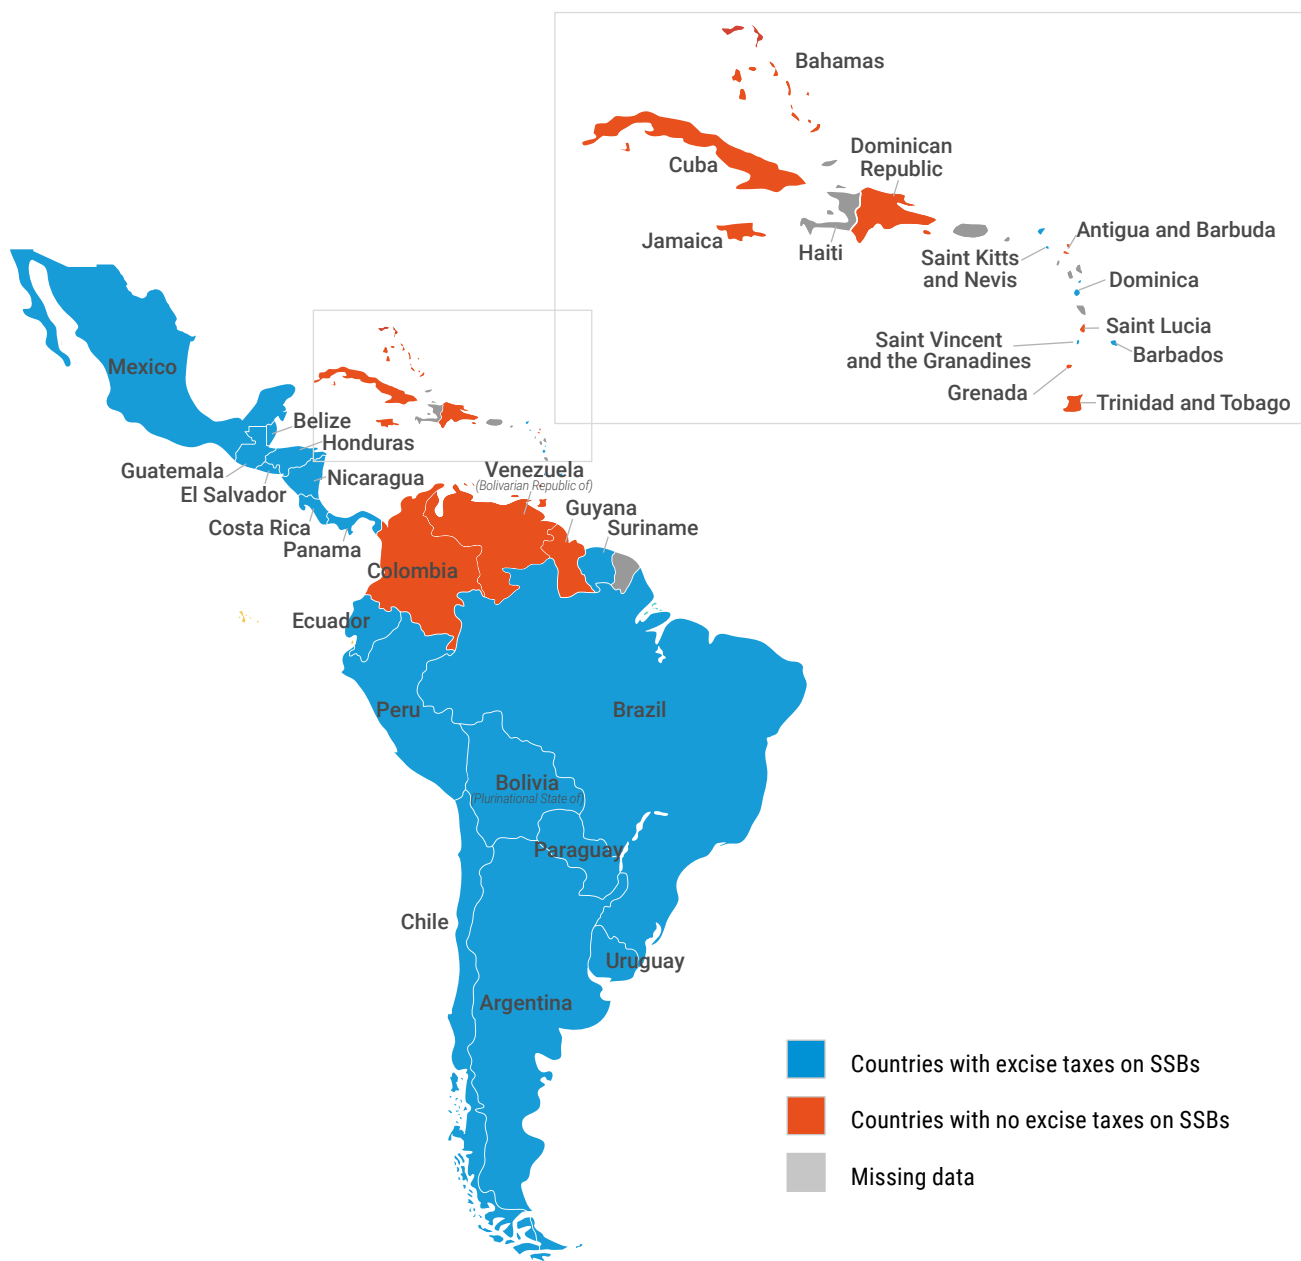 Bahamas
Dominican
Republic
Cuba
Jamaica
Haiti
Antigua and Barbuda
Saint Kitts
and Nevis
Dominica
Saint Lucia
Saint Vincent
and the Granadines
Barbados
Grenada
Trinidad and Tobago
Mexico
Belize
Honduras
Guatemala
Nicaragua
El Salvador
Costa Rica
Panama
Venezuela
(Bolivarian Republic of)
Guyana
Suriname
Colombia
Ecuador
Peru
Brazil
Bolivia
(Plurinational State of)
Paraguay
Chile
Uruguay
Argentina
Countries with excise taxes on SSBs
Countries with no excise taxes on SSBs
Missing data